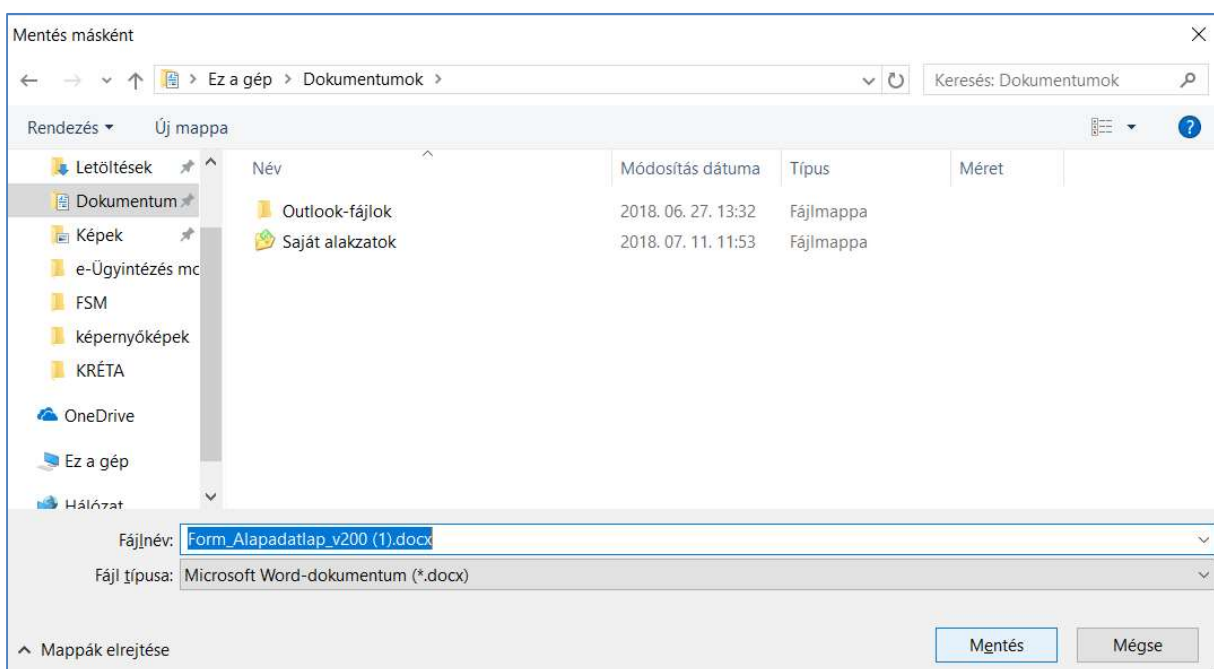 Mentés másként
Ez a gép > Dokumentumok >
Keresés: Dokumentumok
Rendezés
Új mappa
Név
Módosítás dátuma
Típus
Méret
Letöltések
Dokumentum
Képek
e-Ügyintézés mo
FSM
képernyőképek
KRÉTA
OneDrive
Ez a gép
Hálózat
Outlook-fájlok 2018. 06. 27. 13:32 Fájlmappa
Saját alakzatok 2018. 07. 11. 11:53 Fájlmappa
Fájlnév: Form_Alapadatlap_v200 (1).docx
Fájl típusa: Microsoft Word-dokumentum (*.docx)
Mappák elrejtése
Mentés
Mégse